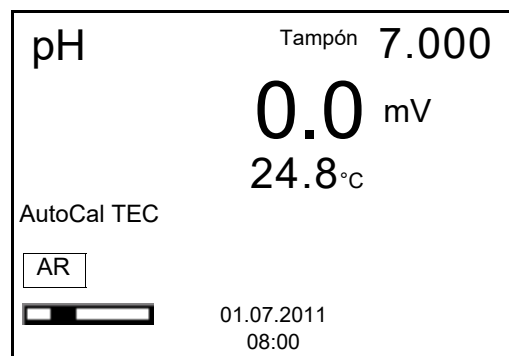 pH Tampón 7.000
0.0 mV
24.8°C
AutoCal TEC
AR
01.07.2011
08:00